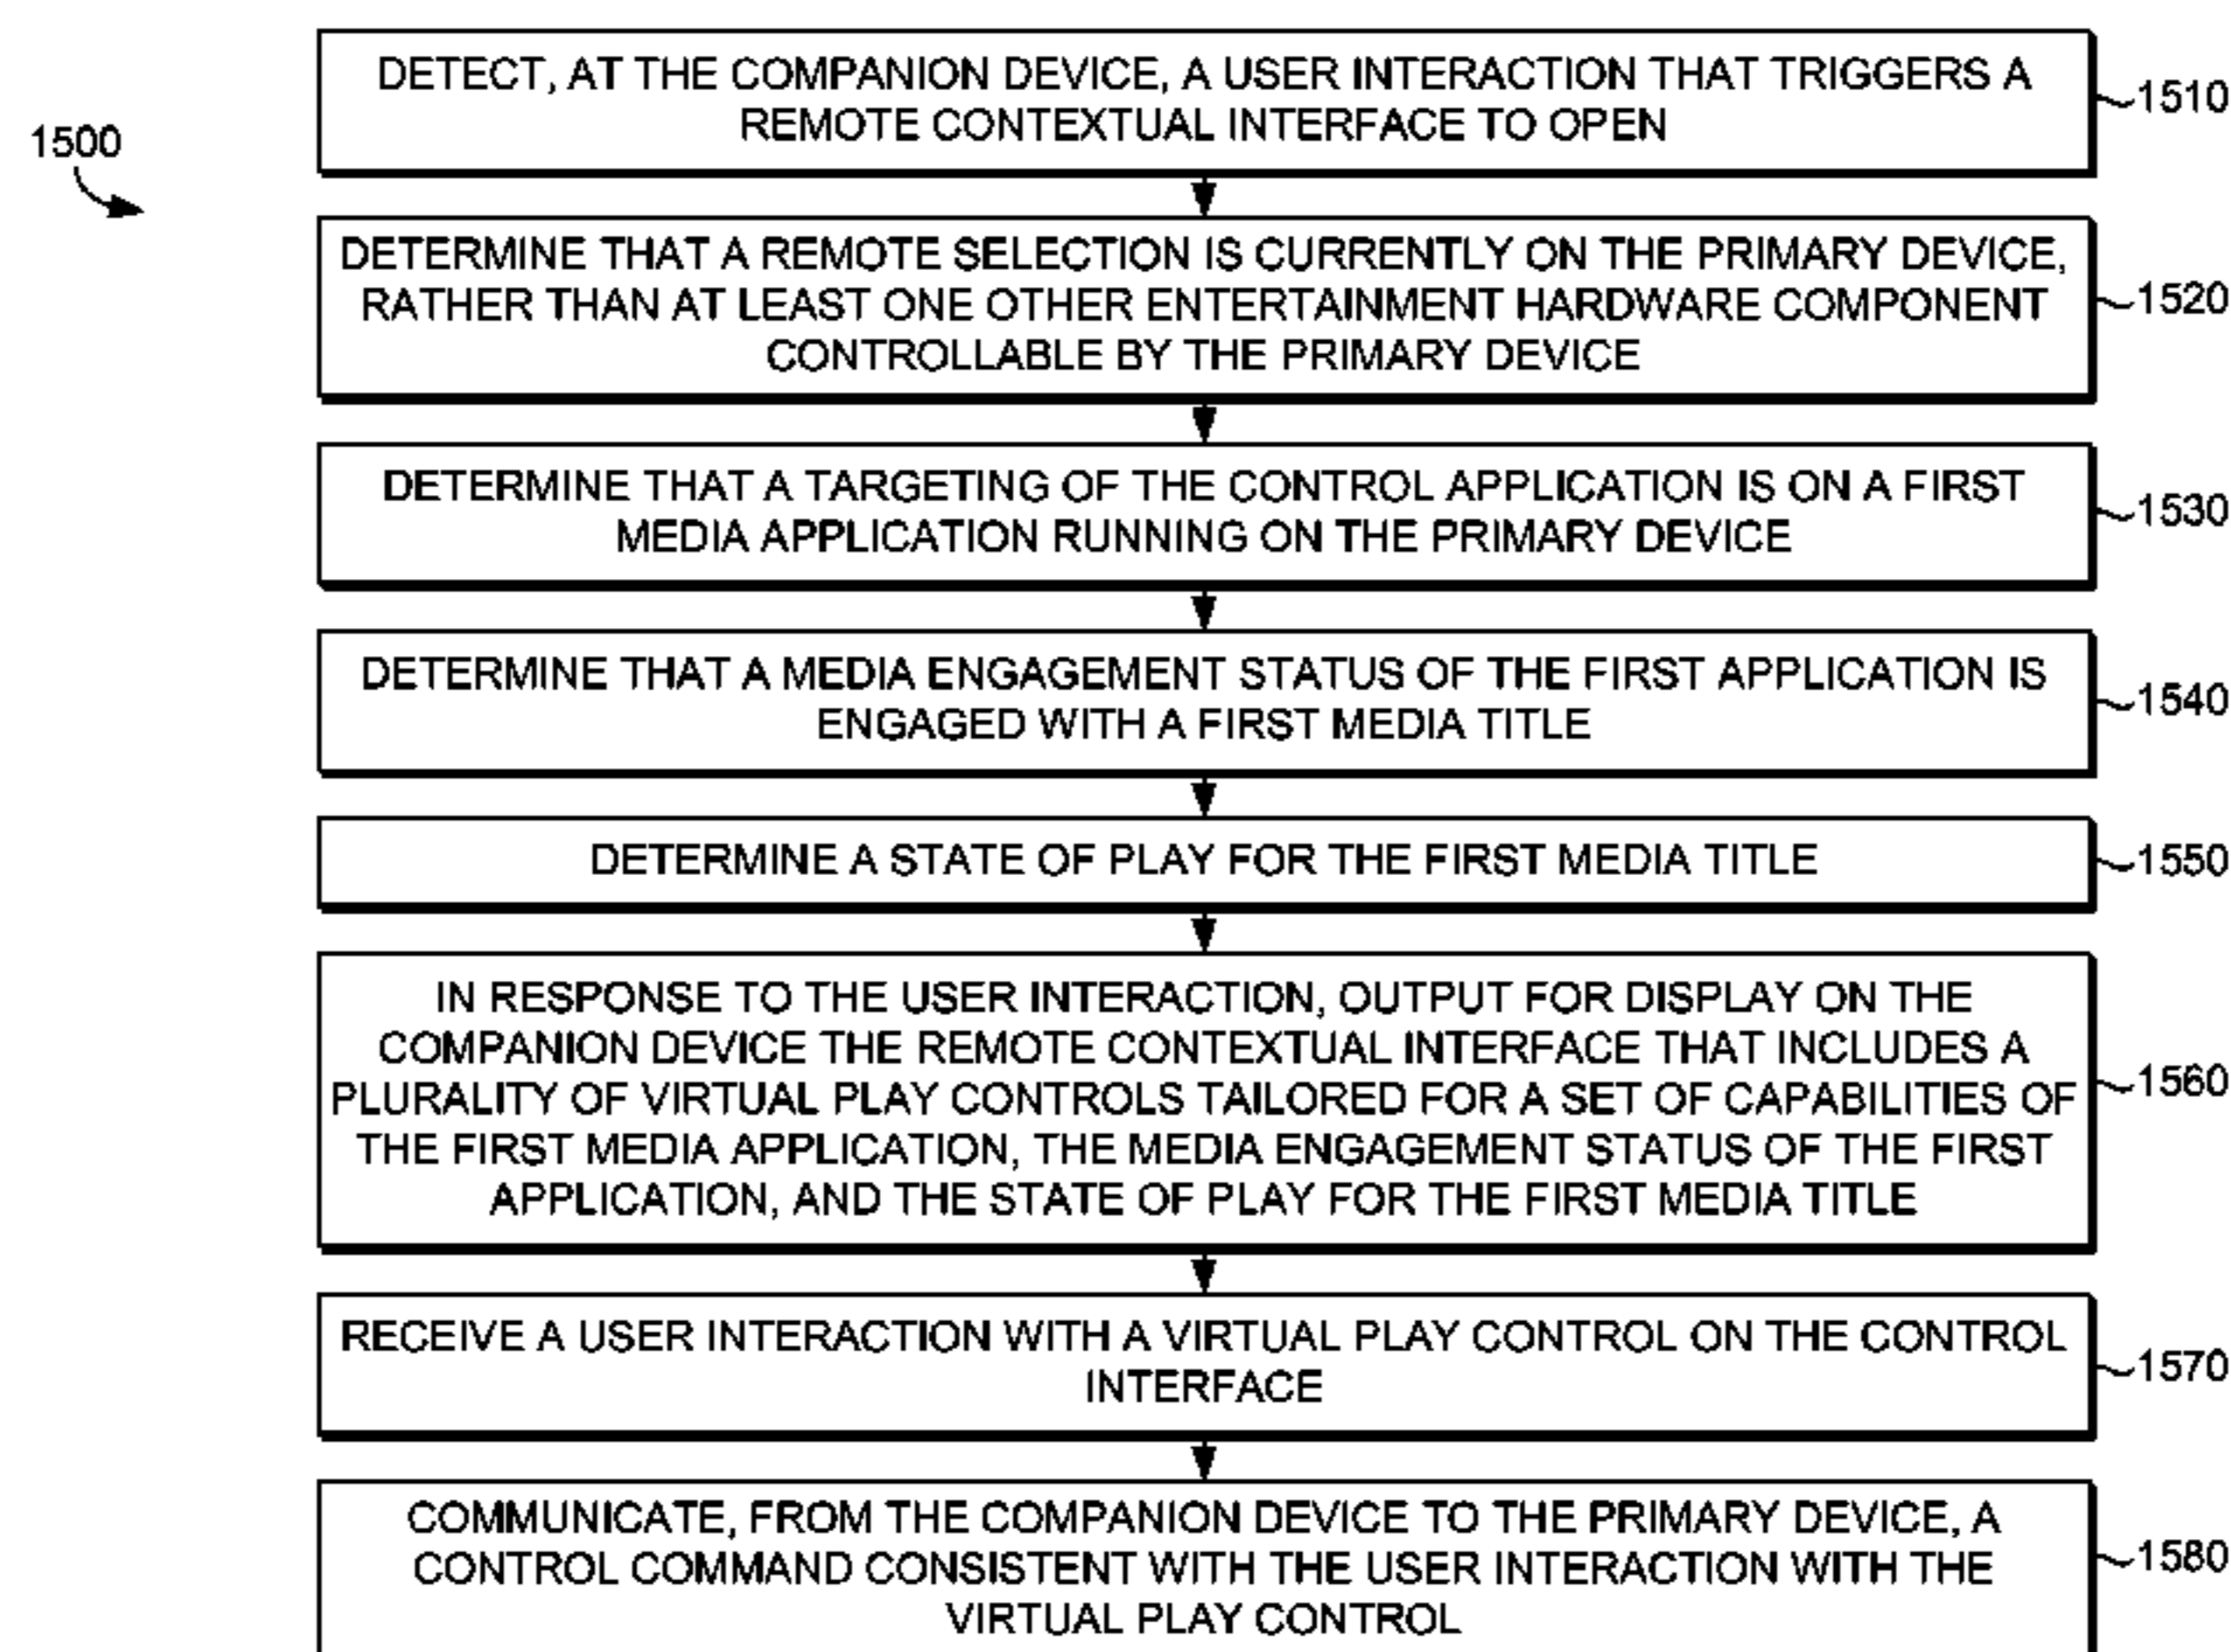 1500
DETECT, AT THE COMPANION DEVICE, A USER INTERACTION THAT TRIGGERS A
REMOTE CONTEXTUAL INTERFACE TO OPEN
1510
DETERMINE THAT A REMOTE SELECTION IS CURRENTLY ON THE PRIMARY DEVICE,
RATHER THAN AT LEAST ONE OTHER ENTERTAINMENT HARDWARE COMPONENT
CONTROLLABLE BY THE PRIMARY DEVICE
1520
DETERMINE THAT A TARGETING OF THE CONTROL APPLICATION IS ON A FIRST
MEDIA APPLICATION RUNNING ON THE PRIMARY DEVICE
1530
DETERMINE THAT A MEDIA ENGAGEMENT STATUS OF THE FIRST APPLICATION IS
ENGAGED WITH A FIRST MEDIA TITLE
1540
DETERMINE A STATE OF PLAY FOR THE FIRST MEDIA TITLE
1550
IN RESPONSE TO THE USER INTERACTION, OUTPUT FOR DISPLAY ON THE
COMPANION DEVICE THE REMOTE CONTEXTUAL INTERFACE THAT INCLUDES A
PLURALITY OF VIRTUAL PLAY CONTROLS TAILORED FOR A SET OF CAPABILITIES OF
THE FIRST MEDIA APPLICATION, THE MEDIA ENGAGEMENT STATUS OF THE FIRST
APPLICATION, AND THE STATE OF PLAY FOR THE FIRST MEDIA TITLE
1560
RECEIVE A USER INTERACTION WITH A VIRTUAL PLAY CONTROL ON THE CONTROL
INTERFACE
1570
COMMUNICATE, FROM THE COMPANION DEVICE TO THE PRIMARY DEVICE, A
CONTROL COMMAND CONSISTENT WITH THE USER INTERACTION WITH THE
VIRTUAL PLAY CONTROL
1580